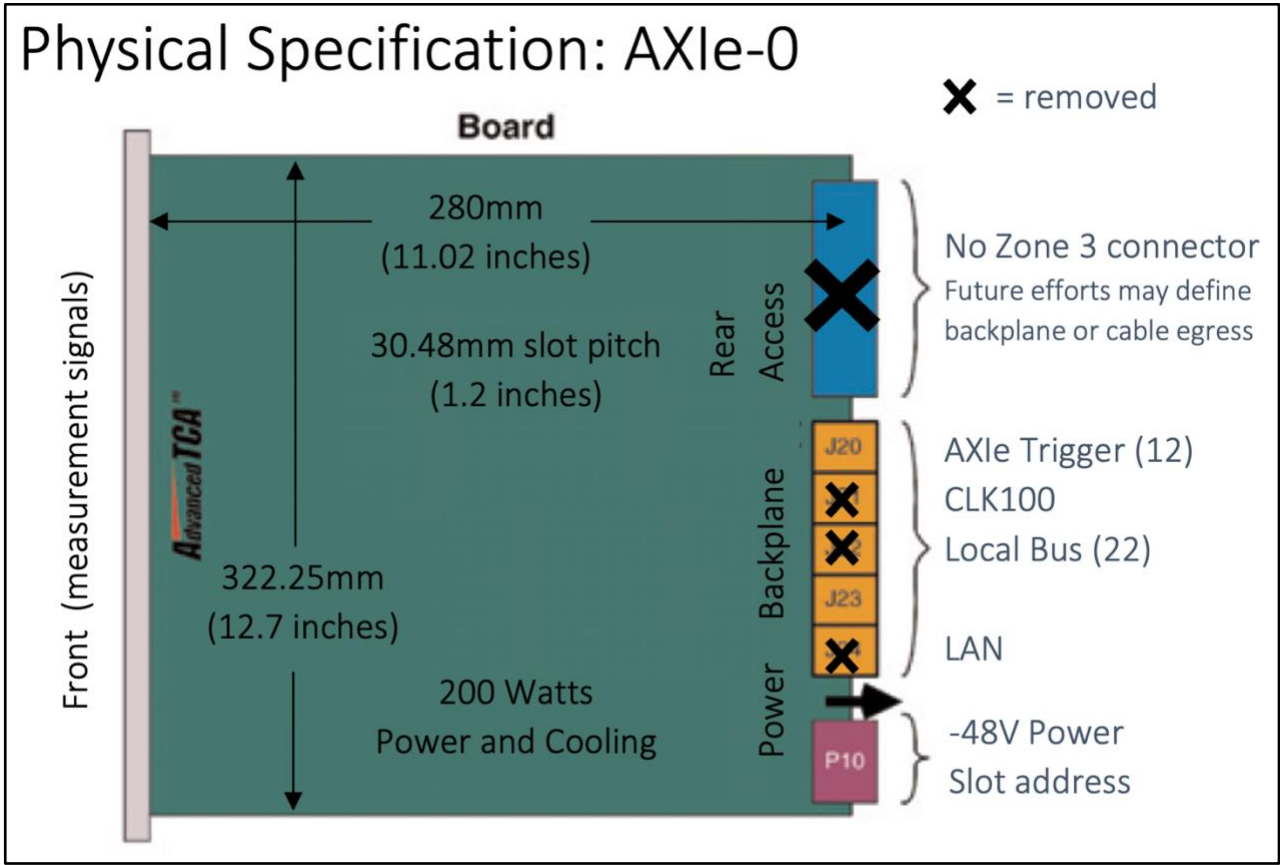 Physical Specification: AXIe-0
= removed
Board
280mm
(11.02 inches)
30.48mm slot pitch
(1.2 inches)
Rear
Access
No Zone 3 connector
Future efforts may define
backplane or cable egress
Front (measurement signals)
AdvancedTCA™
322.25mm
(12.7 inches)
200 Watts
Power and Cooling
Backplane
Power
J20
J23
P10
AXIe Trigger (12)
CLK100
Local Bus (22)
LAN
-48V Power
Slot address